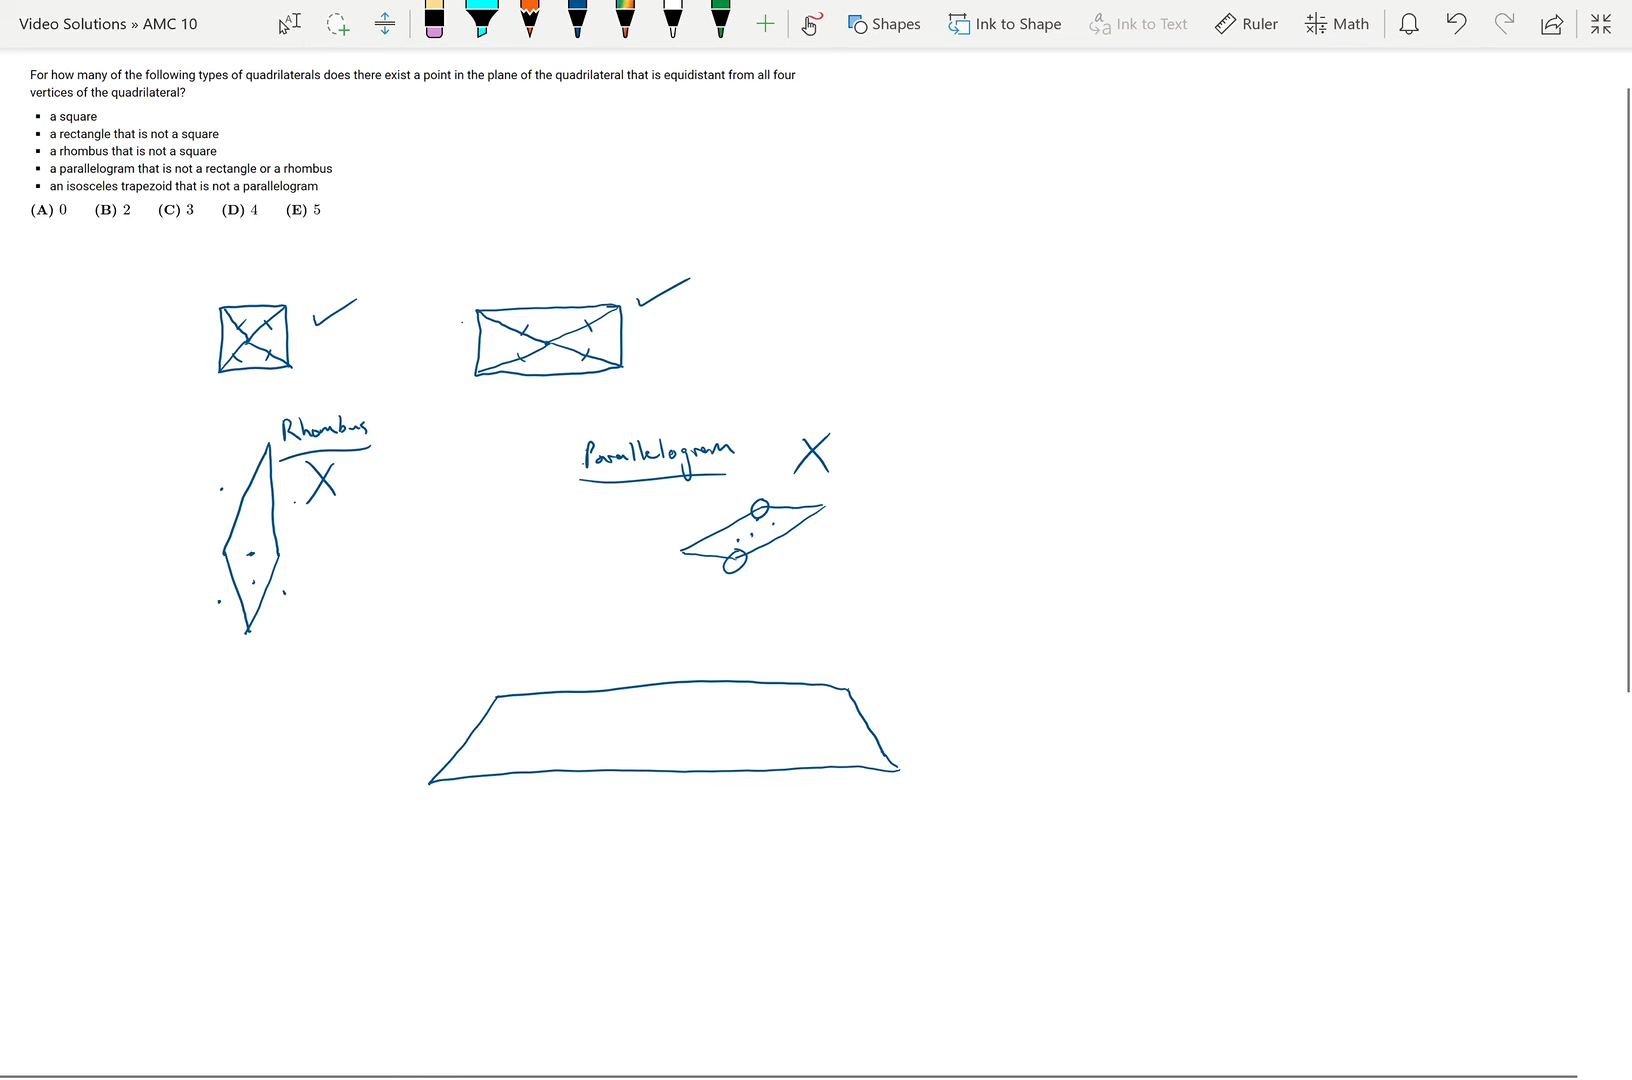 Video Solutions » AMC 10
Shapes
Ink to Shape
Ink to Text
Ruler
Math
For how many of the following types of quadrilaterals does there exist a point in the plane of the quadrilateral that is equidistant from all four
vertices of the quadrilateral?
▪ a square
▪ a rectangle that is not a square
▪ a rhombus that is not a square
▪ a parallelogram that is not a rectangle or a rhombus
▪ an isosceles trapezoid that is not a parallelogram
(A) 0 (B) 2 (C) 3 (D) 4 (E) 5
Rhombus
X
Parallelogram X